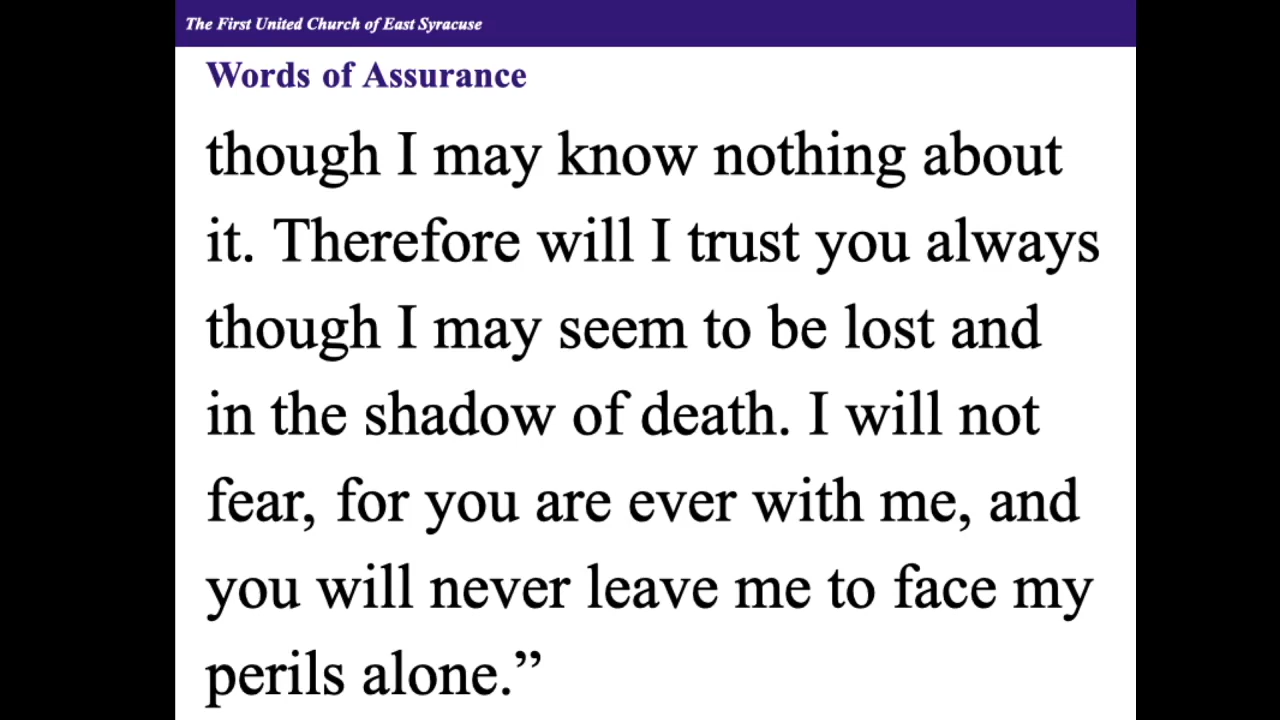 The First United Church of East Syracuse
Words of Assurance
though I may know nothing about
it. Therefore will I trust you always
though I may seem to be lost and
in the shadow of death. I will not
fear, for you are ever with me, and
you will never leave me to face my
perils alone.”